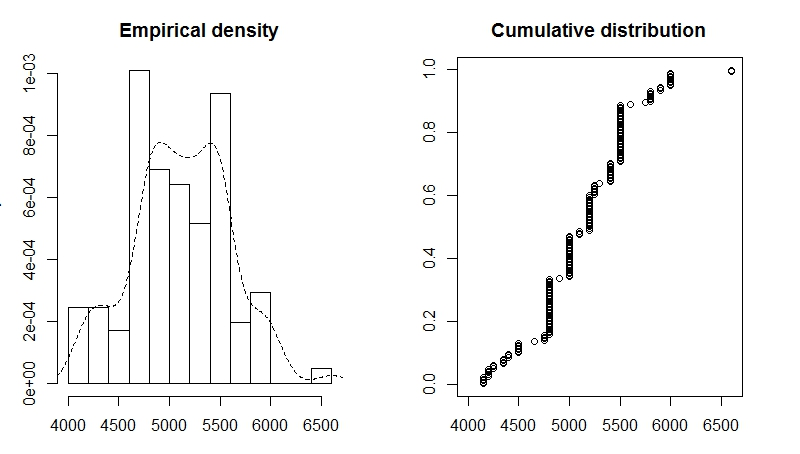 Empirical density
1e-03
8e-04
6e-04
4e-04
2e-04
0e+00
4000 4500 5000 5500 6000 6500
Cumulative distribution
1.0
0.8
0.6
0.4
0.2
0.0
4000 4500 5000 5500 6000 6500